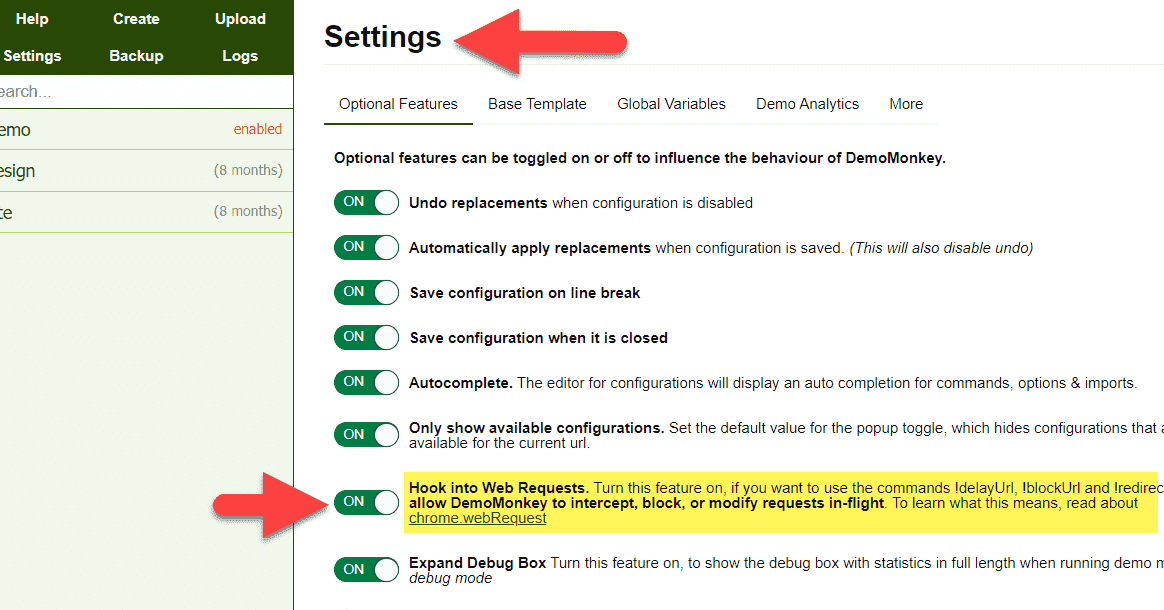 Help Create Upload
Settings Backup Logs
earch...
emo enabled
esign (8 months)
te (8 months)
Settings
Optional Features Base Template Global Variables Demo Analytics More
Optional features can be toggled on or off to influence the behaviour of DemoMonkey.
ON Undo replacements when configuration is disabled
ON Automatically apply replacements when configuration is saved. (This will also disable undo)
ON Save configuration on line break
ON Save configuration when it is closed
ON Autocomplete. The editor for configurations will display an auto completion for commands, options & imports.
ON Only show available configurations. Set the default value for the popup toggle, which hides configurations that a
available for the current url.
ON Hook into Web Requests. Turn this feature on, if you want to use the commands !delayUrl, !blockUrl and !redirec
allow DemoMonkey to intercept, block, or modify requests in-flight. To learn what this means, read about
chrome.webRequest
ON Expand Debug Box Turn this feature on, to show the debug box with statistics in full length when running demo m
debug mode